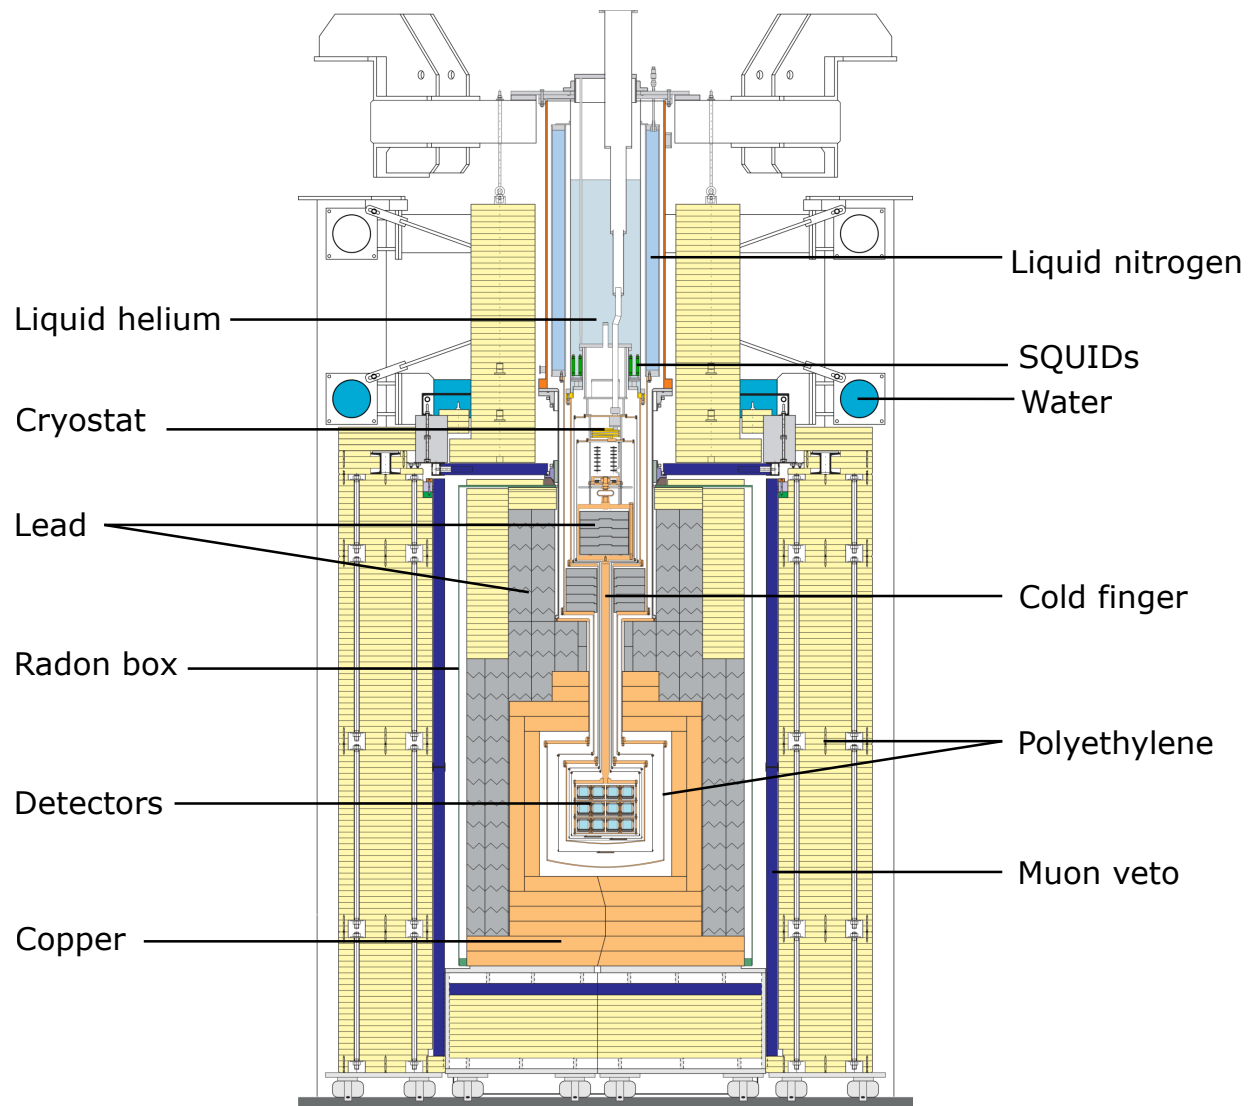 Liquid nitrogen
Liquid helium
SQUIDs
Water
Cryostat
Lead
Cold finger
Radon box
Polyethylene
Detectors
Muon veto
Copper